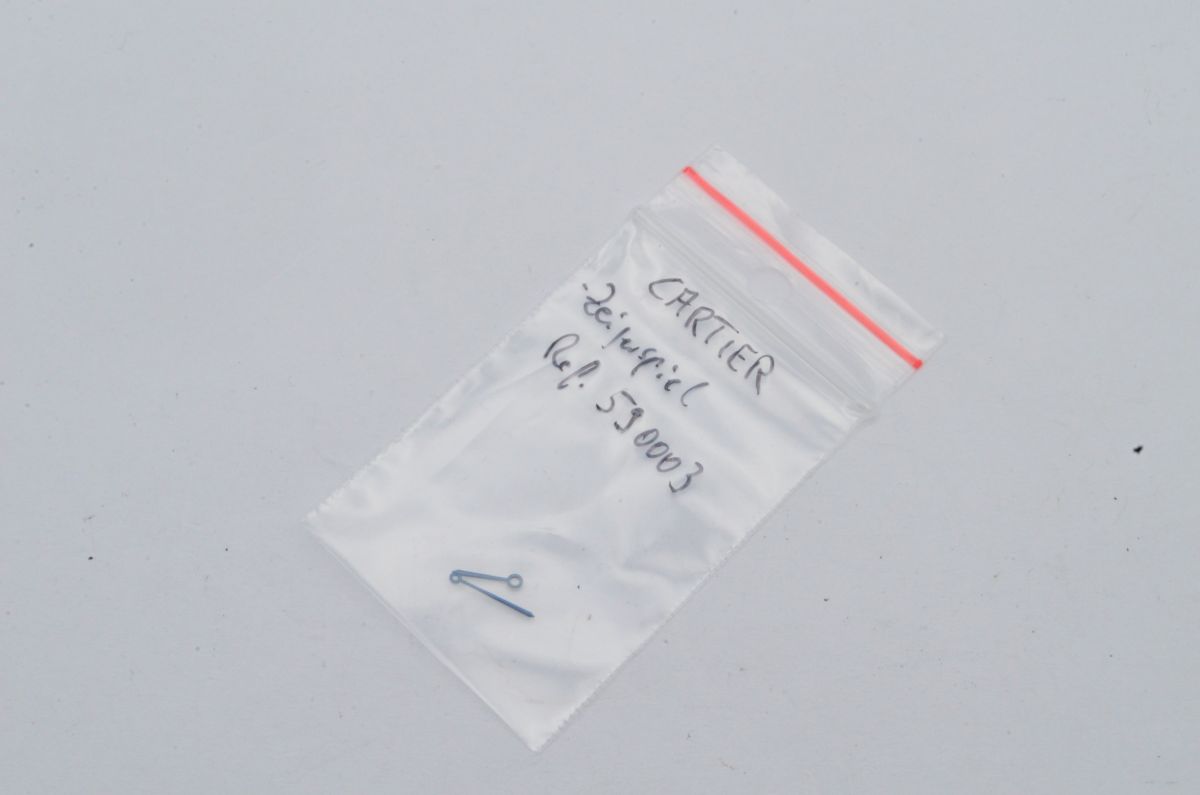 CARTIER
Zeigerspiel
Ref. 590003